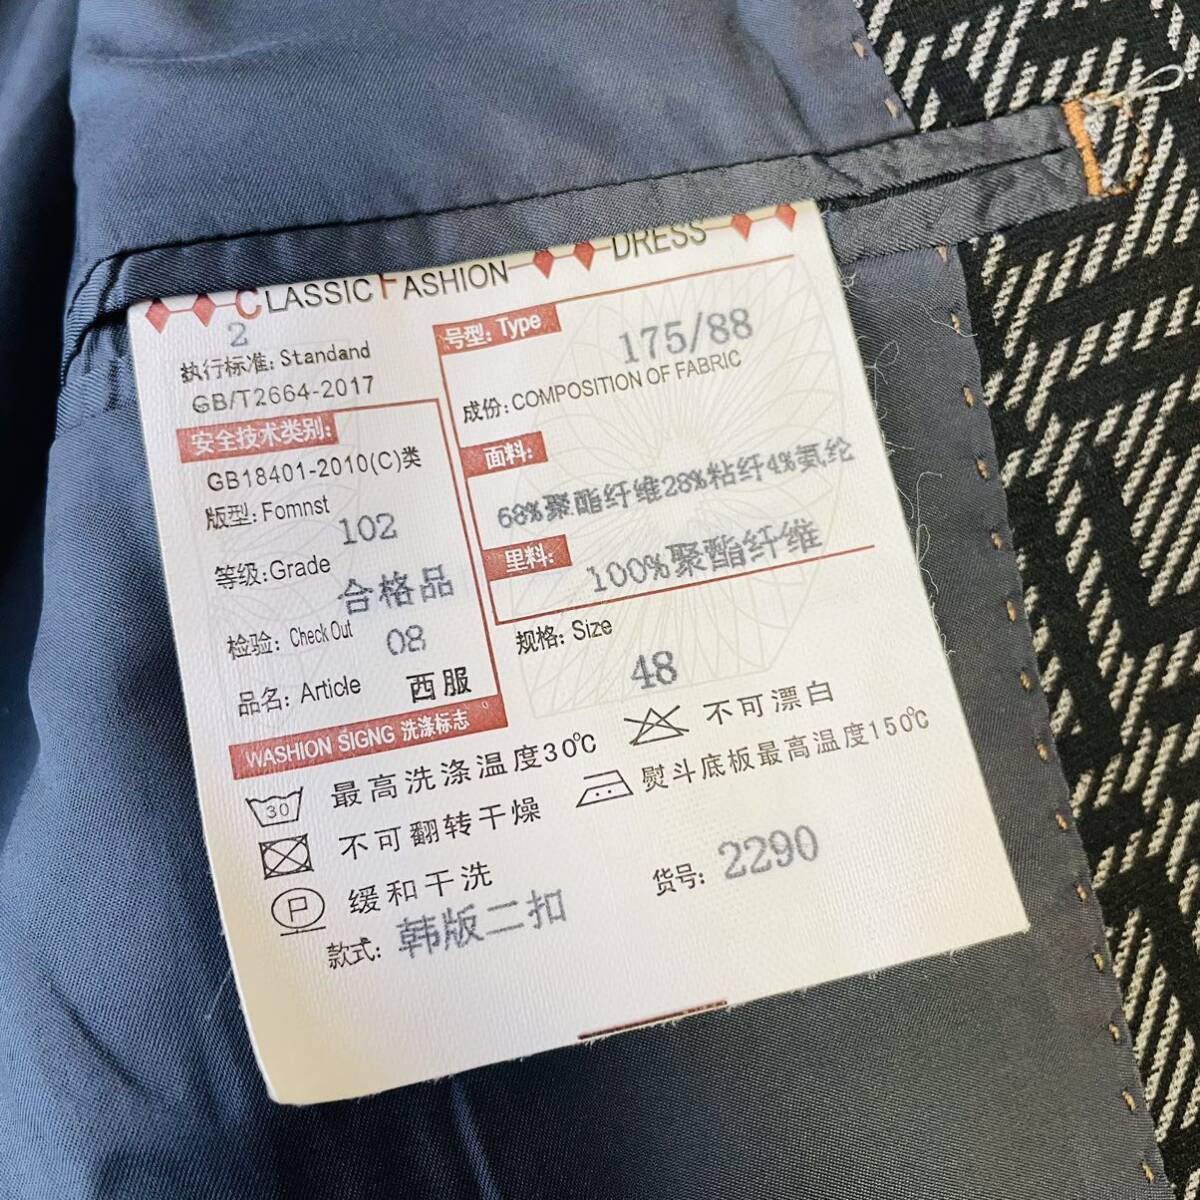 CLASSIC FASHION DRESS
2
执行标准: Standand
GB/T2664-2017
安全技术类别:
GB18401-2010(C)类
版型: Fomnst
102
等级:Grade
合格品
检验: Check Out
08
品名: Article
西服
号型: Type
175/88
成份: COMPOSITION OF FABRIC
面料:
68%聚酯纤维28%粘纤4%氨纶
里料:
100%聚酯纤维
规格: Size
48
WASHION SIGNG 洗涤标志
30
最高洗涤温度30℃
不可漂白
不可翻转干燥
熨斗底板最高温度150℃
P
缓和干洗
款式: 韩版二扣
货号: 2290